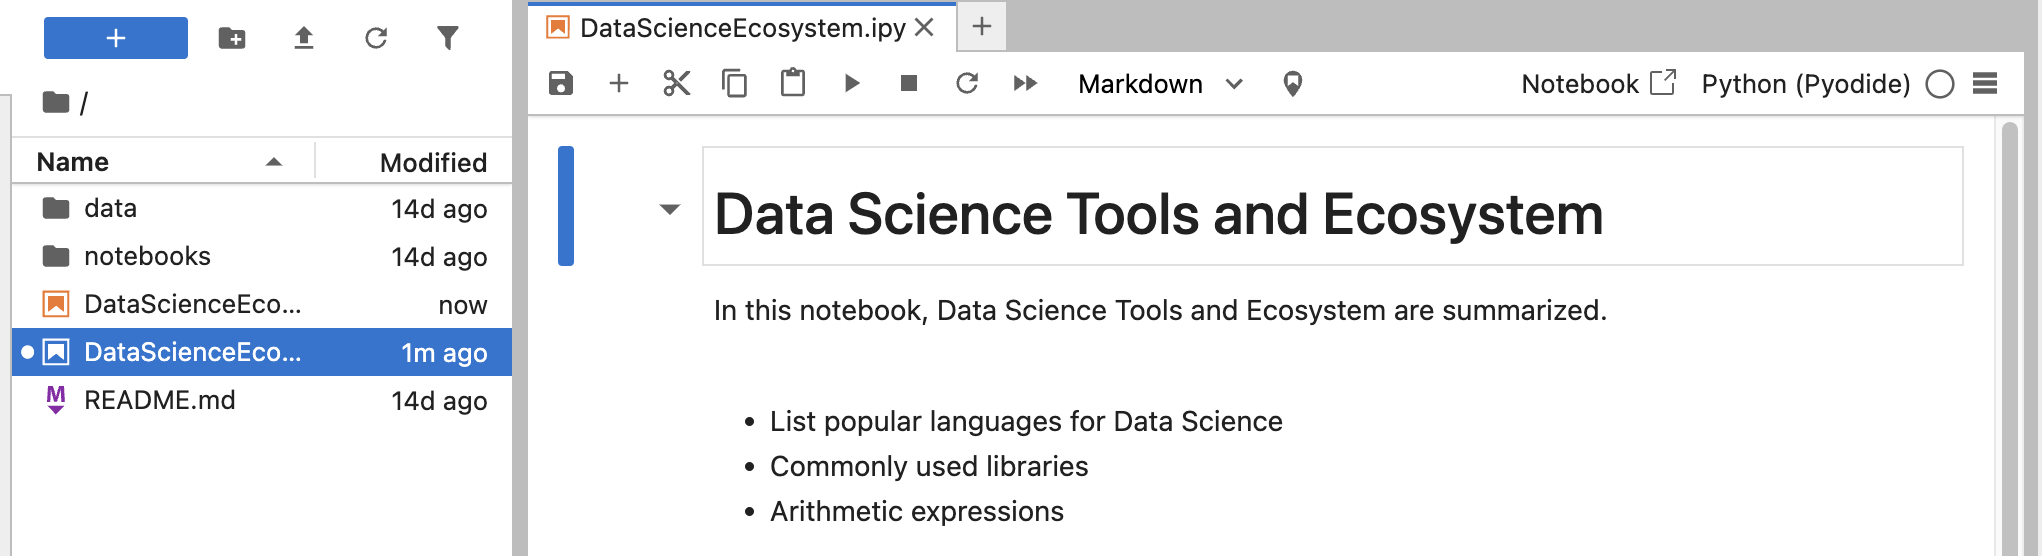 /
Name Modified
data 14d ago
notebooks 14d ago
DataScienceEco... now
DataScienceEco... 1m ago
README.md 14d ago
DataScienceEcosystem.ipy
Markdown Notebook Python (Pyodide)
Data Science Tools and Ecosystem
In this notebook, Data Science Tools and Ecosystem are summarized.
• List popular languages for Data Science
• Commonly used libraries
• Arithmetic expressions